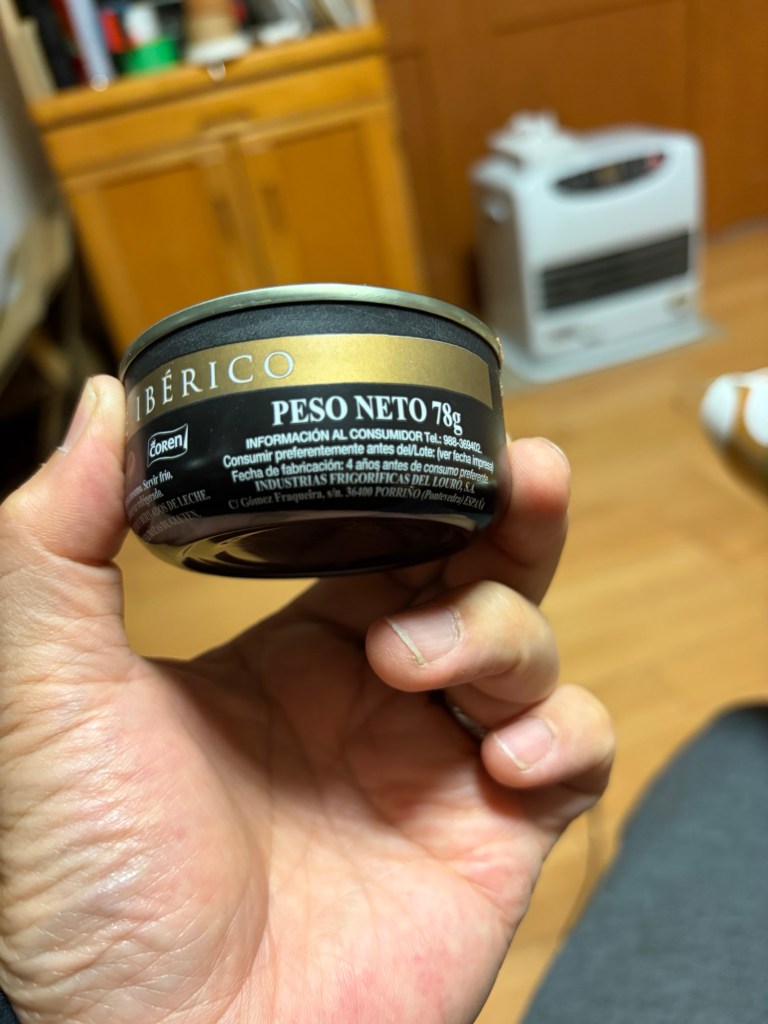 IBÉRICO
COREN
PESO NETO 78g
INFORMACIÓN AL CONSUMIDOR Tel.: 988-369402.
Consumir preferentemente antes del/Lote: (ver fecha impresa)
Fecha de fabricación: 4 años antes de consumo preferente.
INDUSTRIAS FRIGORÍFICAS DEL LOURO, S.A.
C/ Gómez Fraqueira, s/n. 36400 PORRIÑO (Pontevedra) ESPAÑA
Servir frío.
DE LECHE.